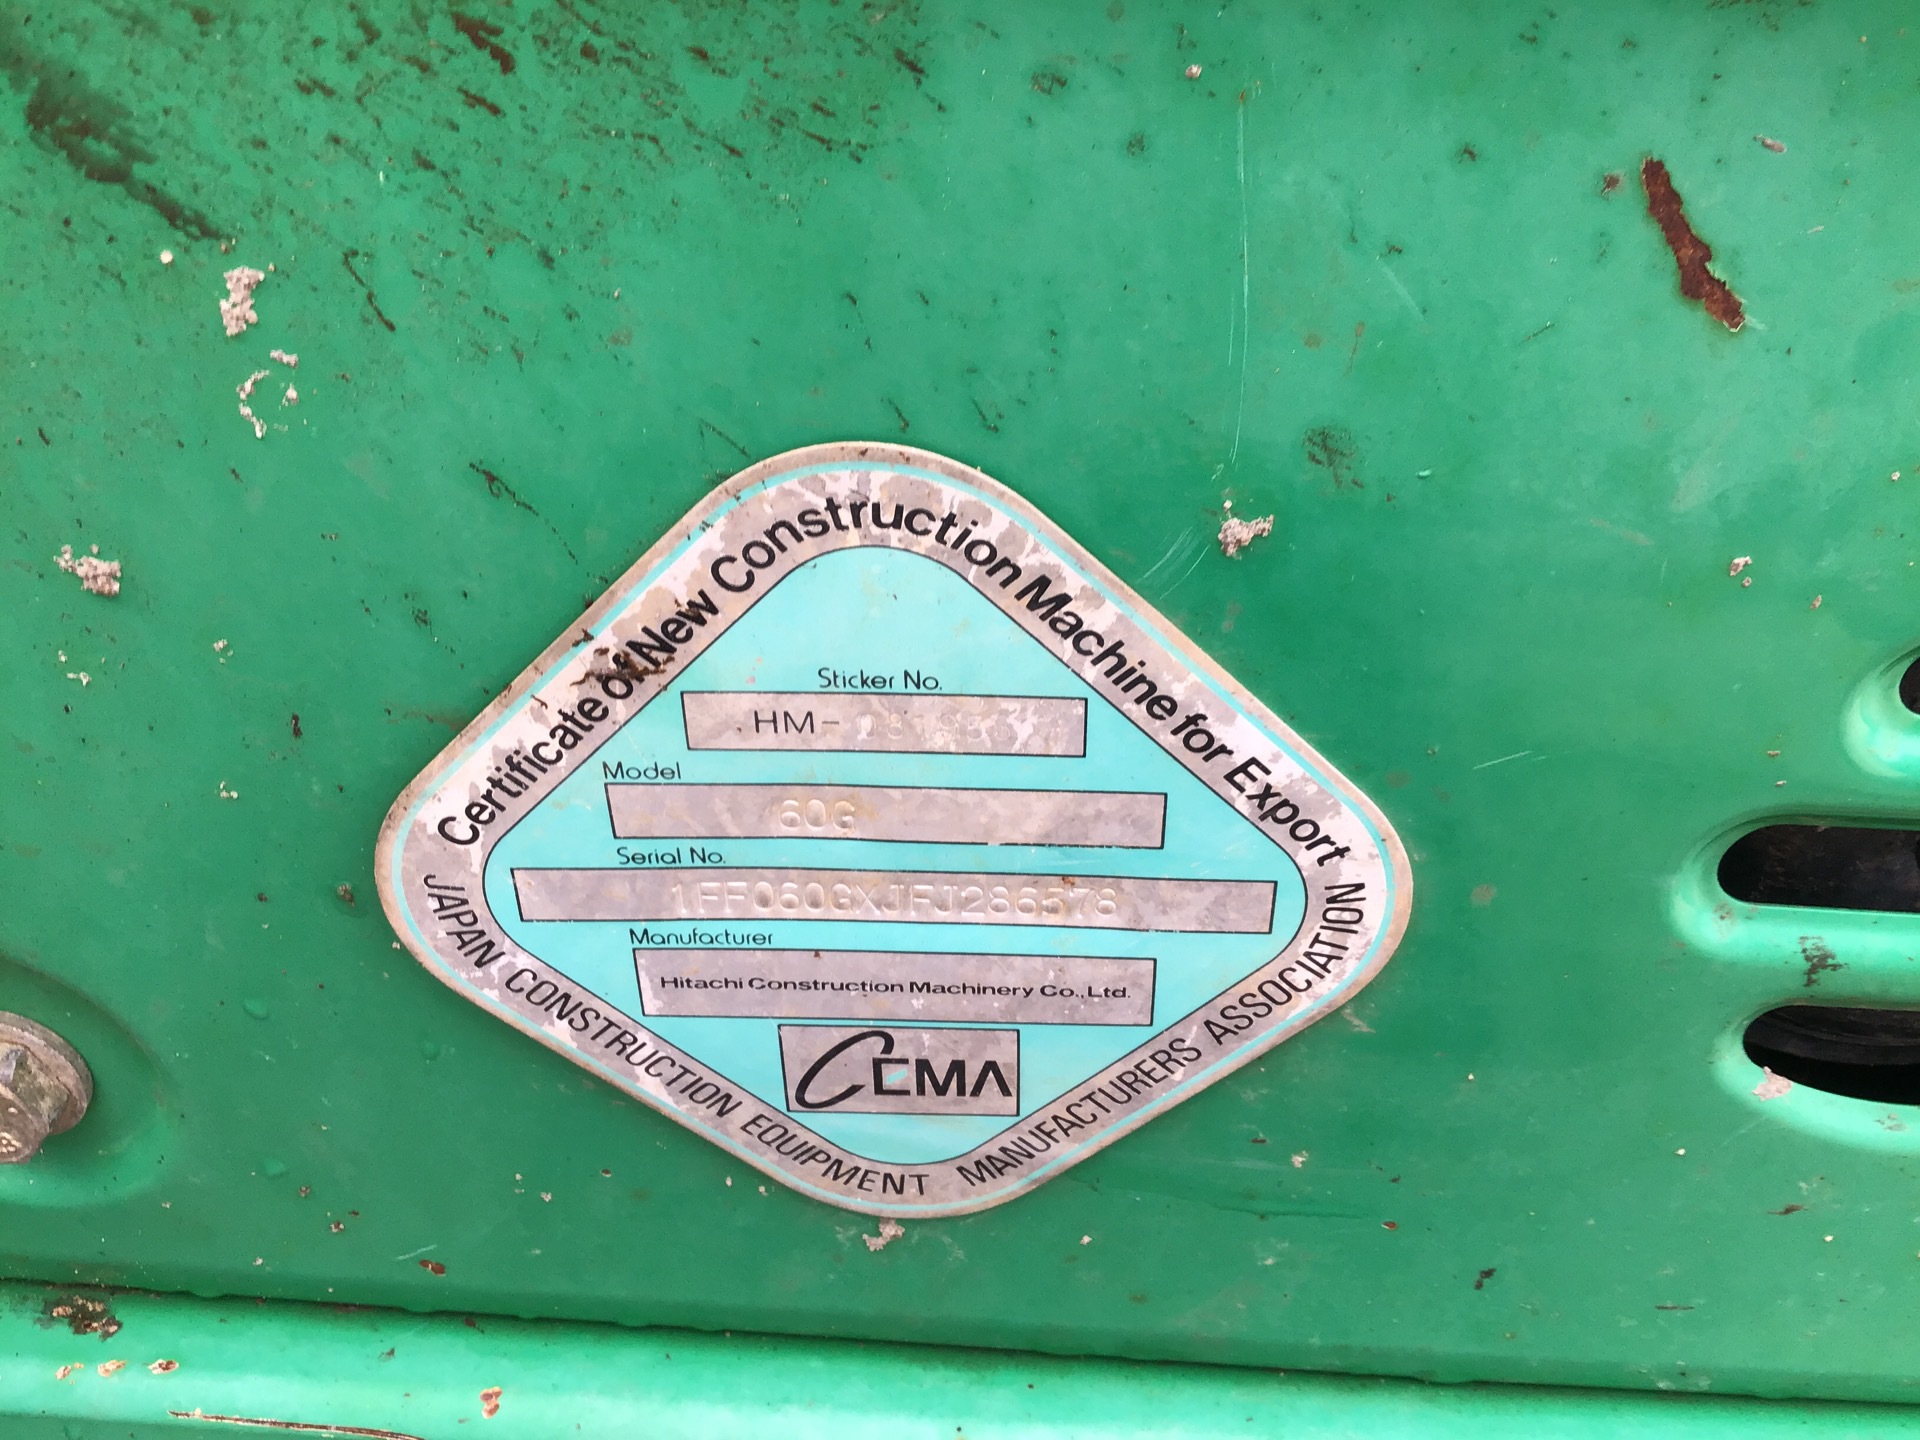 Certificate of New Construction Machine for Export
Sticker No.
HM-
Model
60G
Serial No.
1FF060GXJFJ286578
Manufacturer
Hitachi Construction Machinery Co.,Ltd.
CEMA
JAPAN CONSTRUCTION EQUIPMENT MANUFACTURERS ASSOCIATION